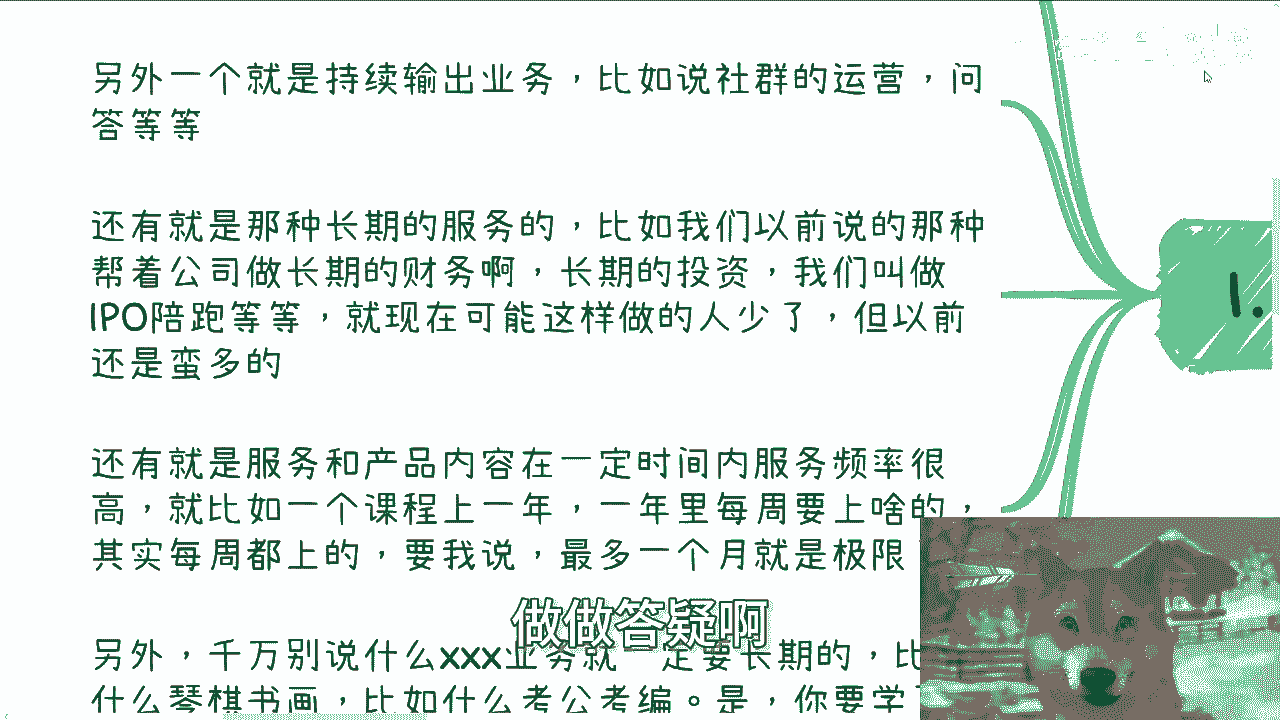 另外一个就是持续输出业务，比如说社群的运营，问
答等等
还有就是那种长期的服务的，比如我们以前说的那种
帮着公司做长期的财务啊，长期的投资，我们叫做
IPO陪跑等等，就现在可能这样做的人少了，但以前
还是蛮多的
1.
还有就是服务和产品内容在一定时间内服务频率很
高，就比如一个课程上一年，一年里每周要上啥的，
其实每周都上的，要我说，最多一个月就是极限
做做答疑啊
另外，千万别说什么xxx业务就一定要长期的，比
什么琴棋书画，比如什么考公考编。是，你要学